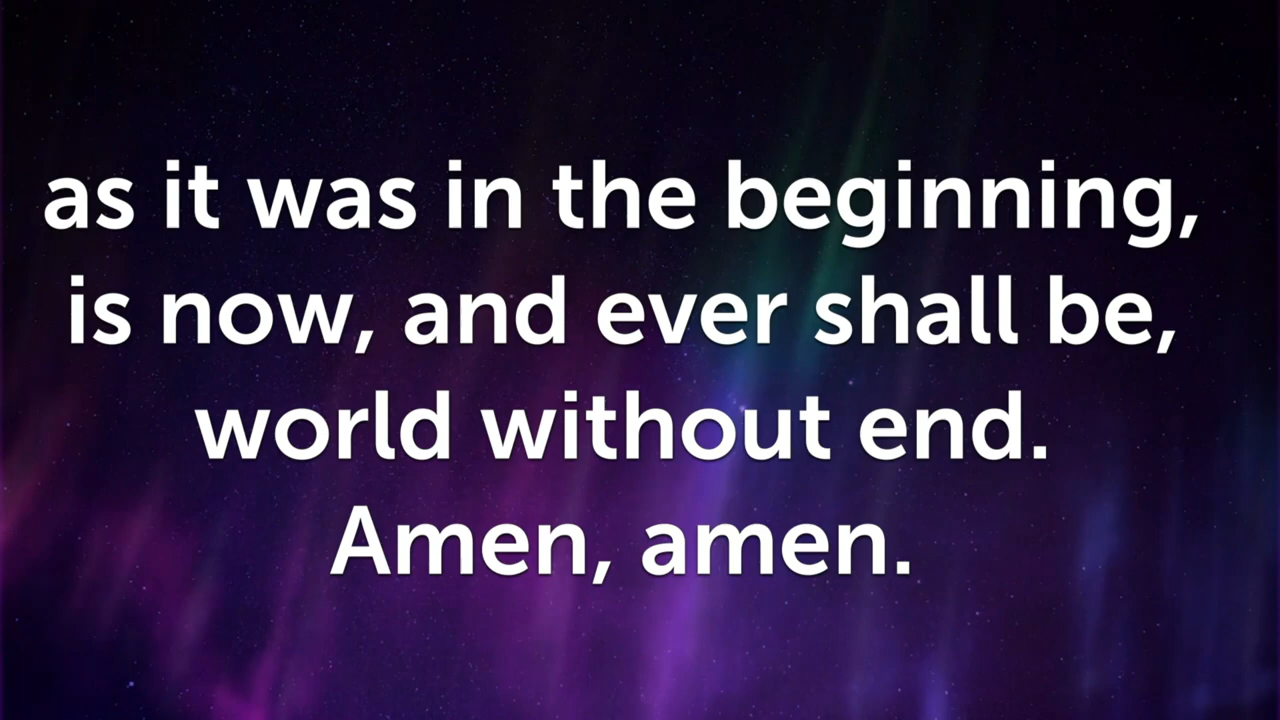 as it was in the beginning,
is now, and ever shall be,
world without end.
Amen, amen.